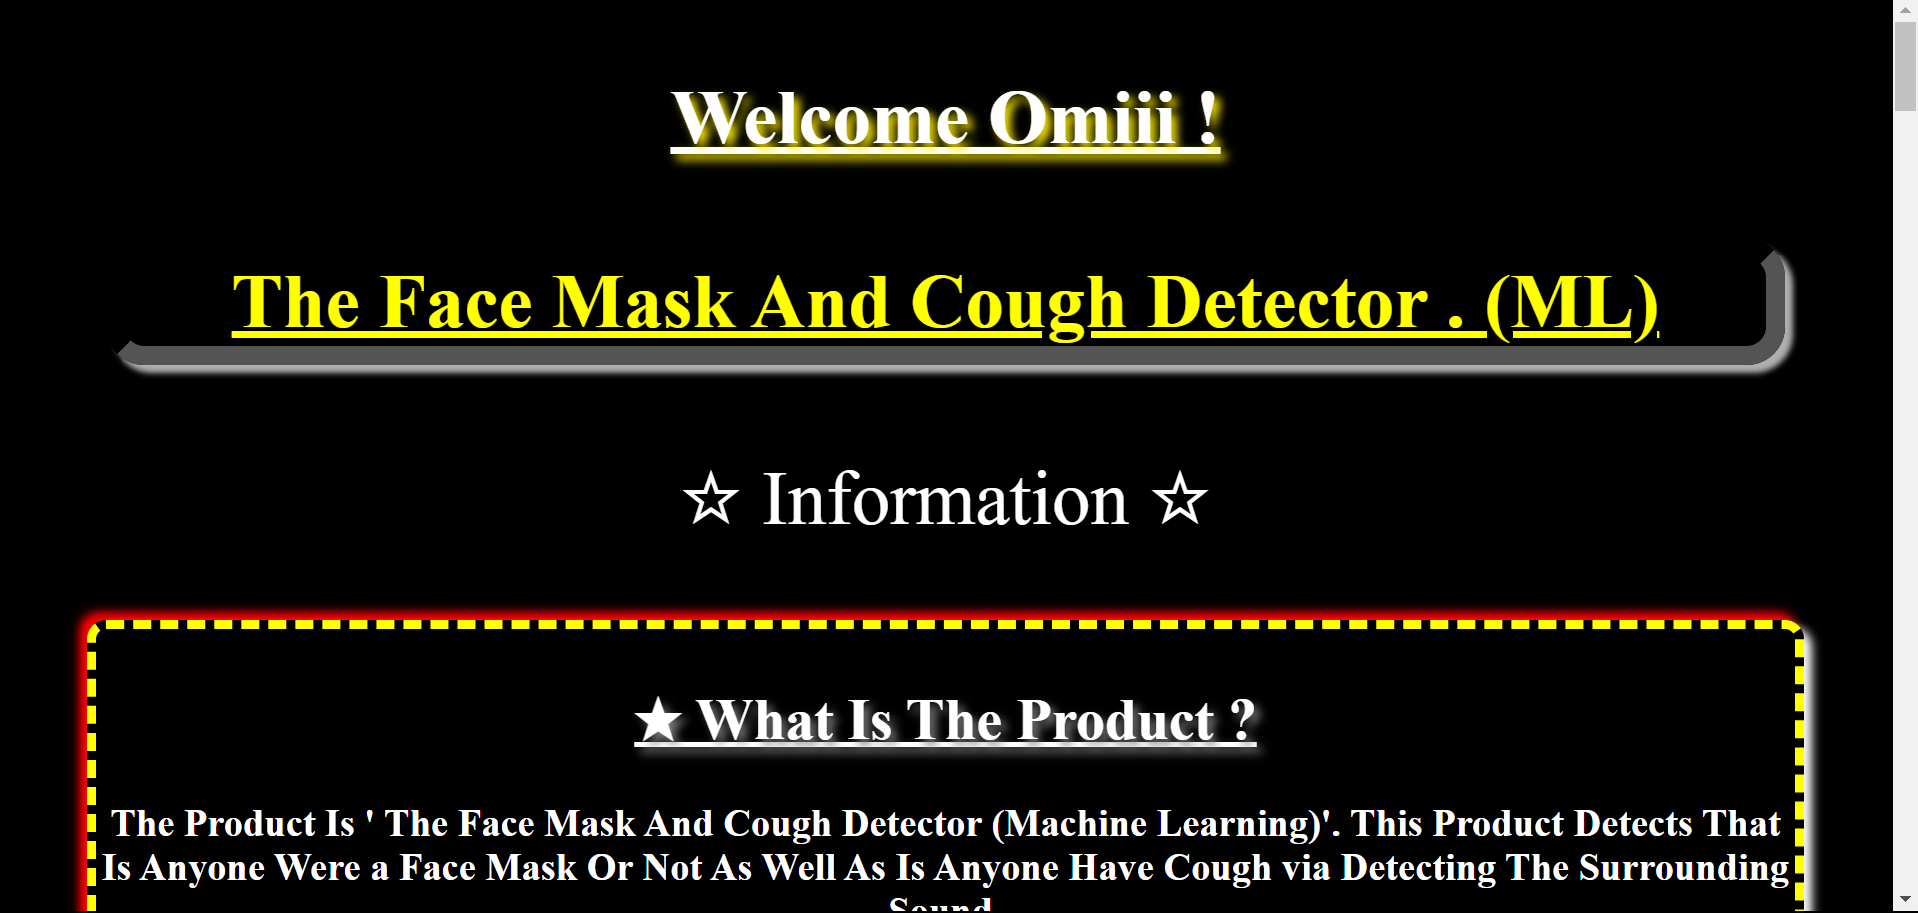 Welcome Omiii !
The Face Mask And Cough Detector . (ML)
☆ Information ☆
★ What Is The Product ?
The Product Is ' The Face Mask And Cough Detector (Machine Learning)'. This Product Detects That
Is Anyone Were a Face Mask Or Not As Well As Is Anyone Have Cough via Detecting The Surrounding
Sound